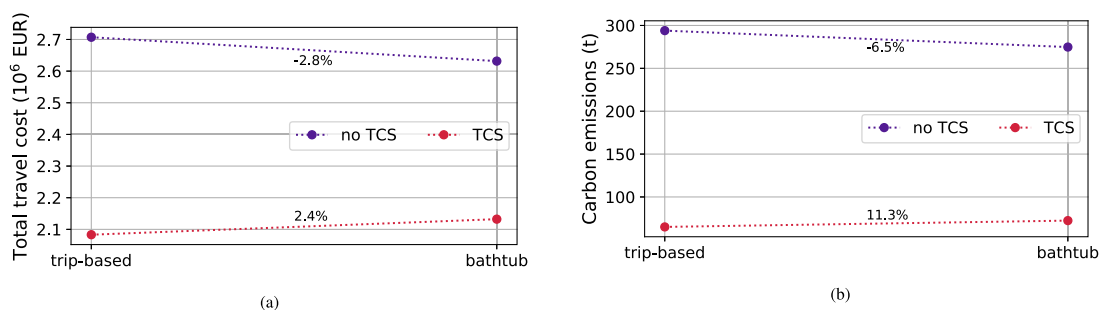 Total travel cost (10⁶ EUR)
2.7
2.6
2.5
2.4
2.3
2.2
2.1
-2.8%
no TCS
TCS
2.4%
trip-based
bathtub
(a)
Carbon emissions (t)
300
250
200
150
100
-6.5%
no TCS
TCS
11.3%
trip-based
bathtub
(b)